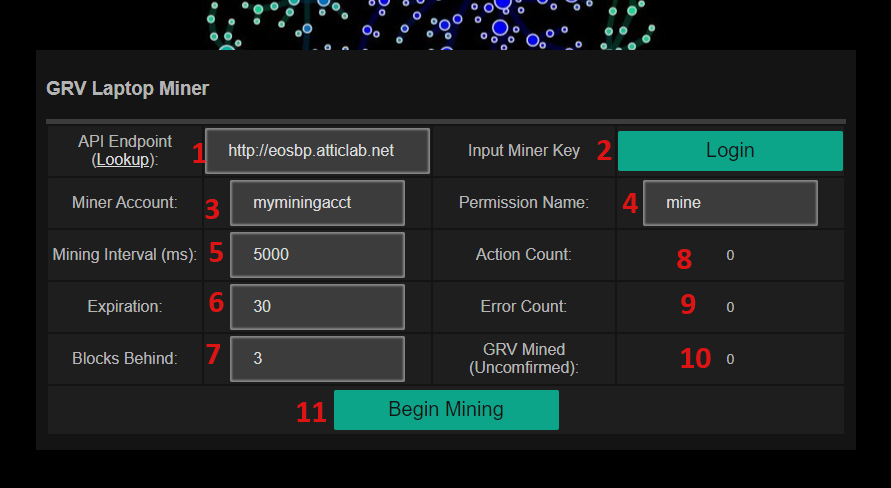 GRV Laptop Miner
API Endpoint
(Lookup):
1
http://eosbp.atticlab.net
Input Miner Key
2
Login
Miner Account:
3
myminingacct
Permission Name:
4
mine
Mining Interval (ms):
5
5000
Action Count:
8
0
Expiration:
6
30
Error Count:
9
0
Blocks Behind:
7
3
GRV Mined
(Uncomfirmed):
10
0
11
Begin Mining